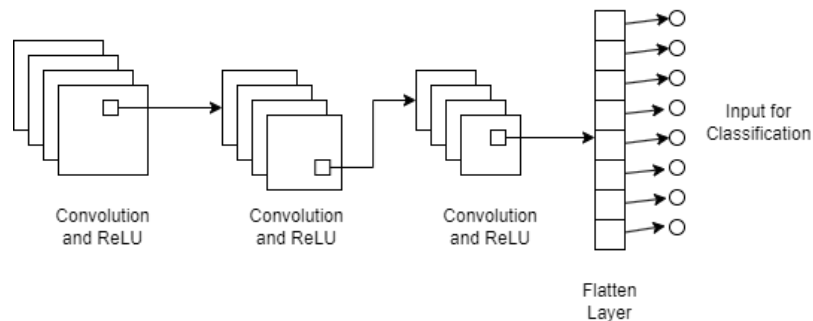 Convolution
and ReLU
Convolution
and ReLU
Convolution
and ReLU
Input for
Classification
Flatten
Layer